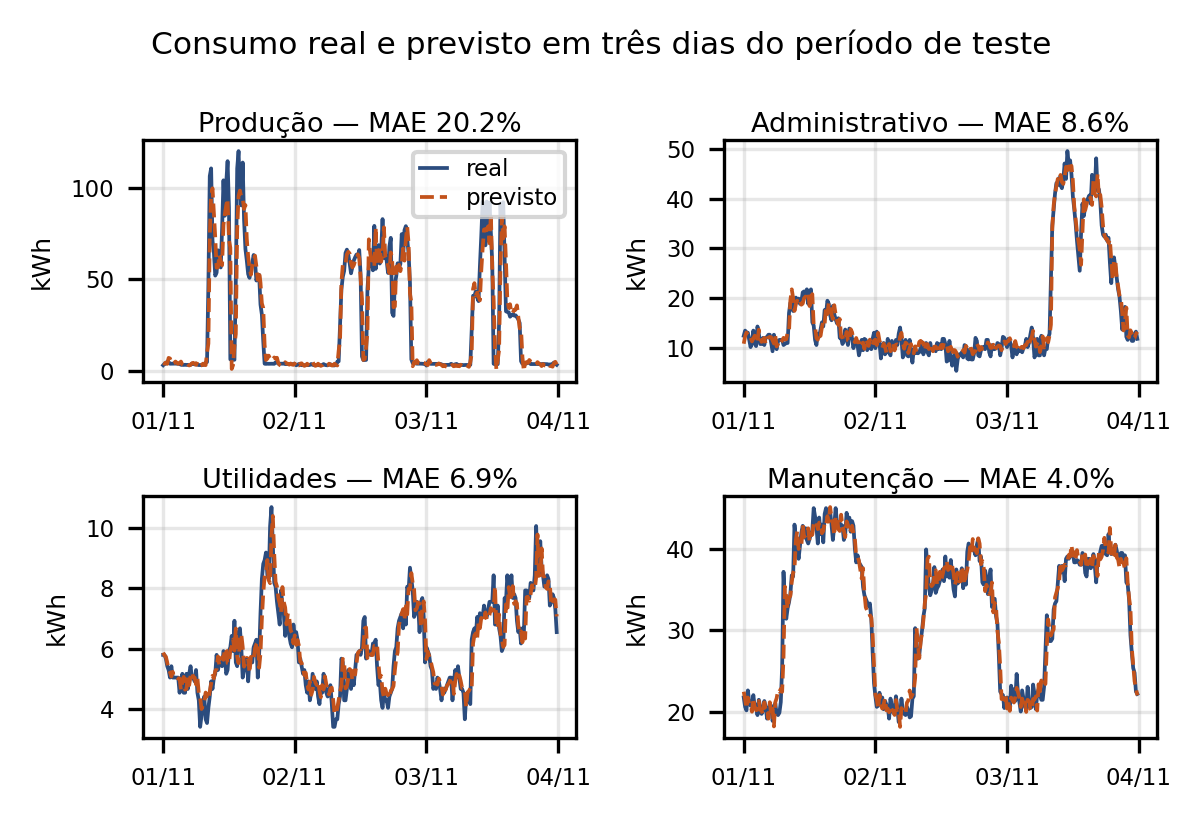 Consumo real e previsto em três dias do período de teste
Produção — MAE 20.2%
real
previsto
kWh
100
50
0
01/11 02/11 03/11 04/11
Administrativo — MAE 8.6%
kWh
50
40
30
20
10
01/11 02/11 03/11 04/11
Utilidades — MAE 6.9%
kWh
10
8
6
4
01/11 02/11 03/11 04/11
Manutenção — MAE 4.0%
kWh
40
30
20
01/11 02/11 03/11 04/11